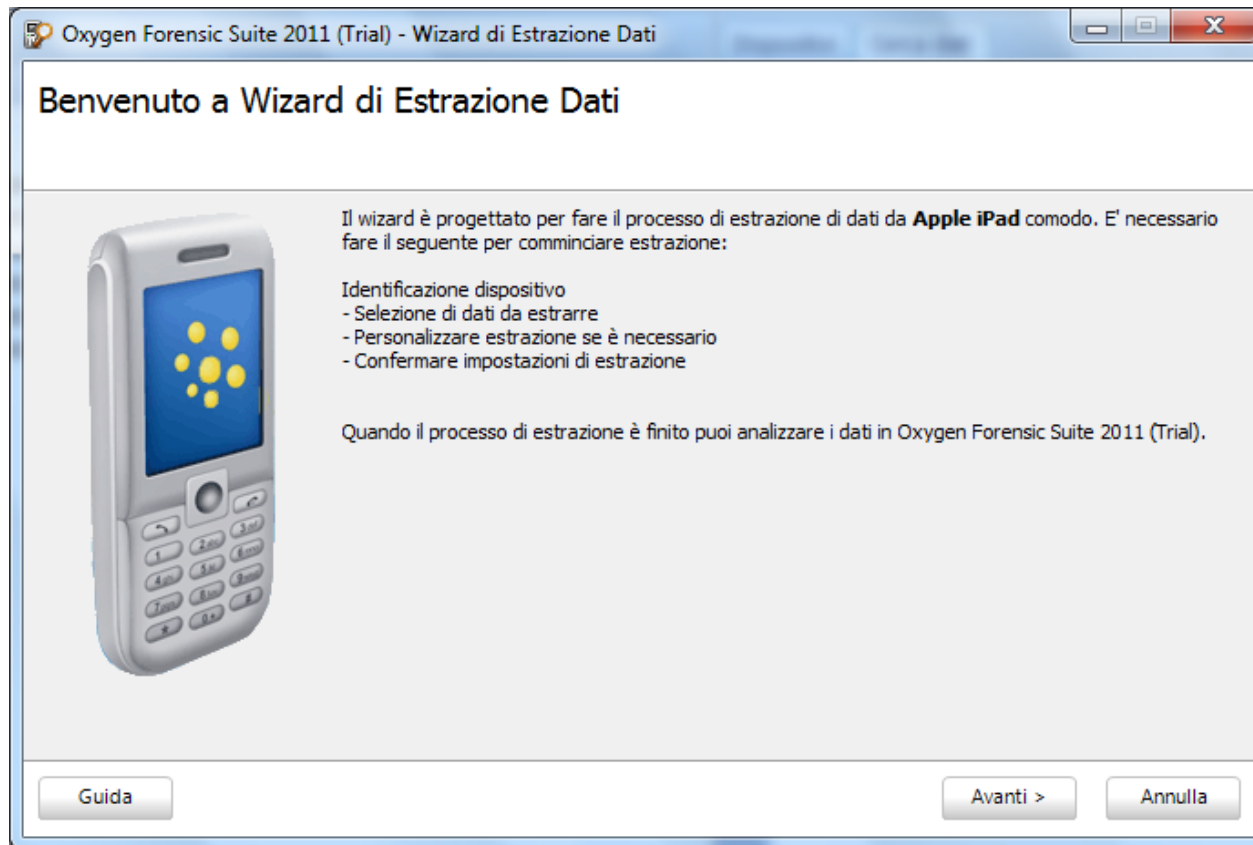 Oxygen Forensic Suite 2011 (Trial) - Wizard di Estrazione Dati
Benvenuto a Wizard di Estrazione Dati
Il wizard è progettato per fare il processo di estrazione di dati da Apple iPad comodo. E' necessario
fare il seguente per comminciare estrazione:
Identificazione dispositivo
- Selezione di dati da estrarre
- Personalizzare estrazione se è necessario
- Confermare impostazioni di estrazione
Quando il processo di estrazione è finito puoi analizzare i dati in Oxygen Forensic Suite 2011 (Trial).
Guida
Avanti >
Annulla